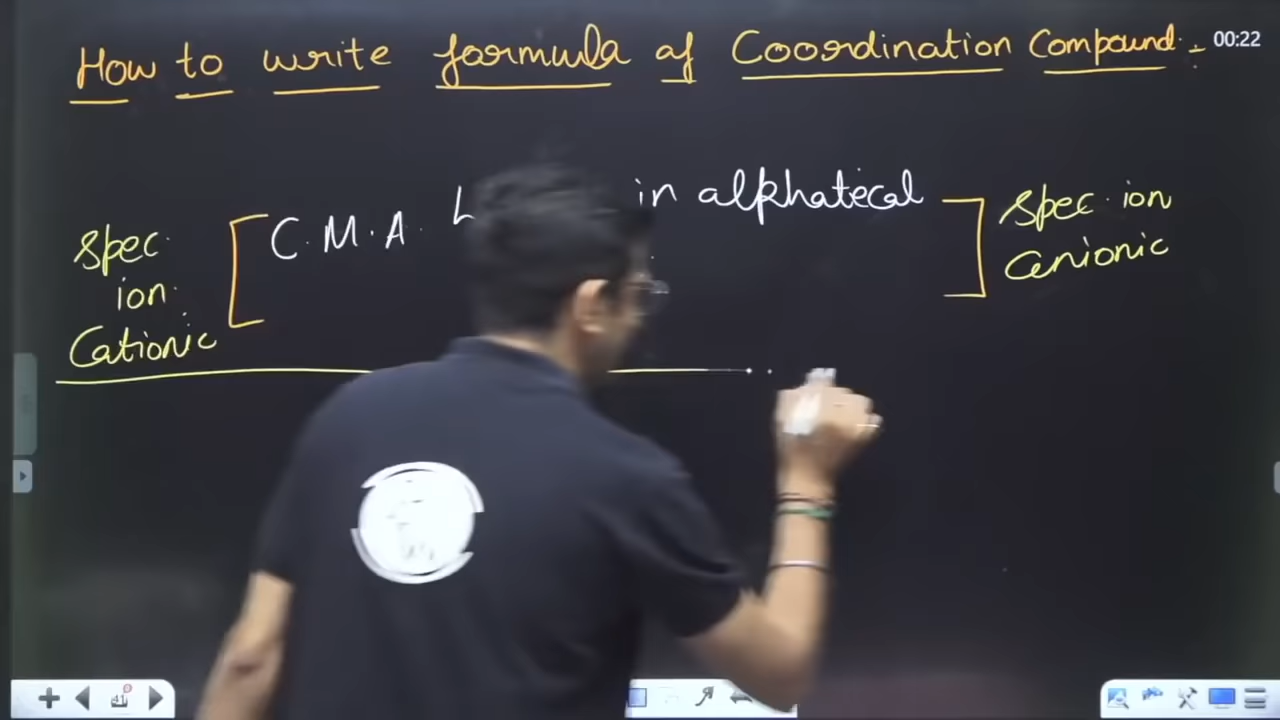 How to write formula of Coordination Compound :
00:22
Spec. ion. Cationic
[ C.M.A. in alphatecal ]
Spec. ion anionic